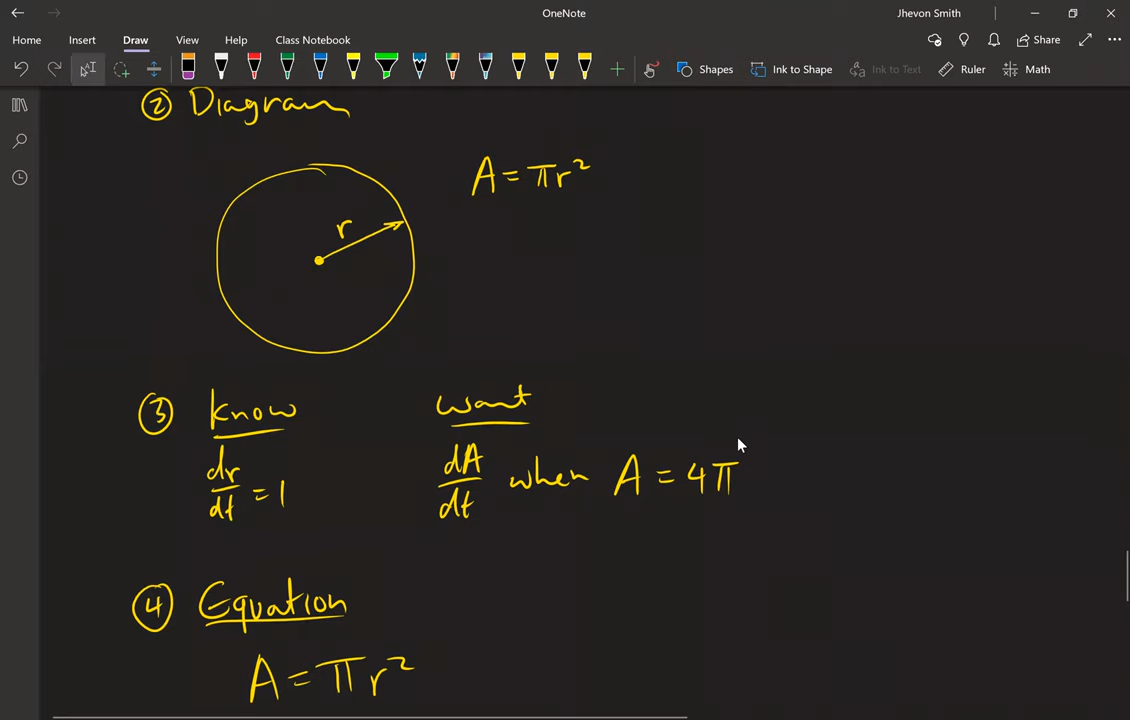 OneNote
Jhevon Smith
Home Insert Draw View Help Class Notebook
Share
Shapes Ink to Shape Ink to Text Ruler Math
② Diagram
A = πr²
r
③ Know
want
dr/dt = 1
dA/dt when A = 4π
④ Equation
A = πr²